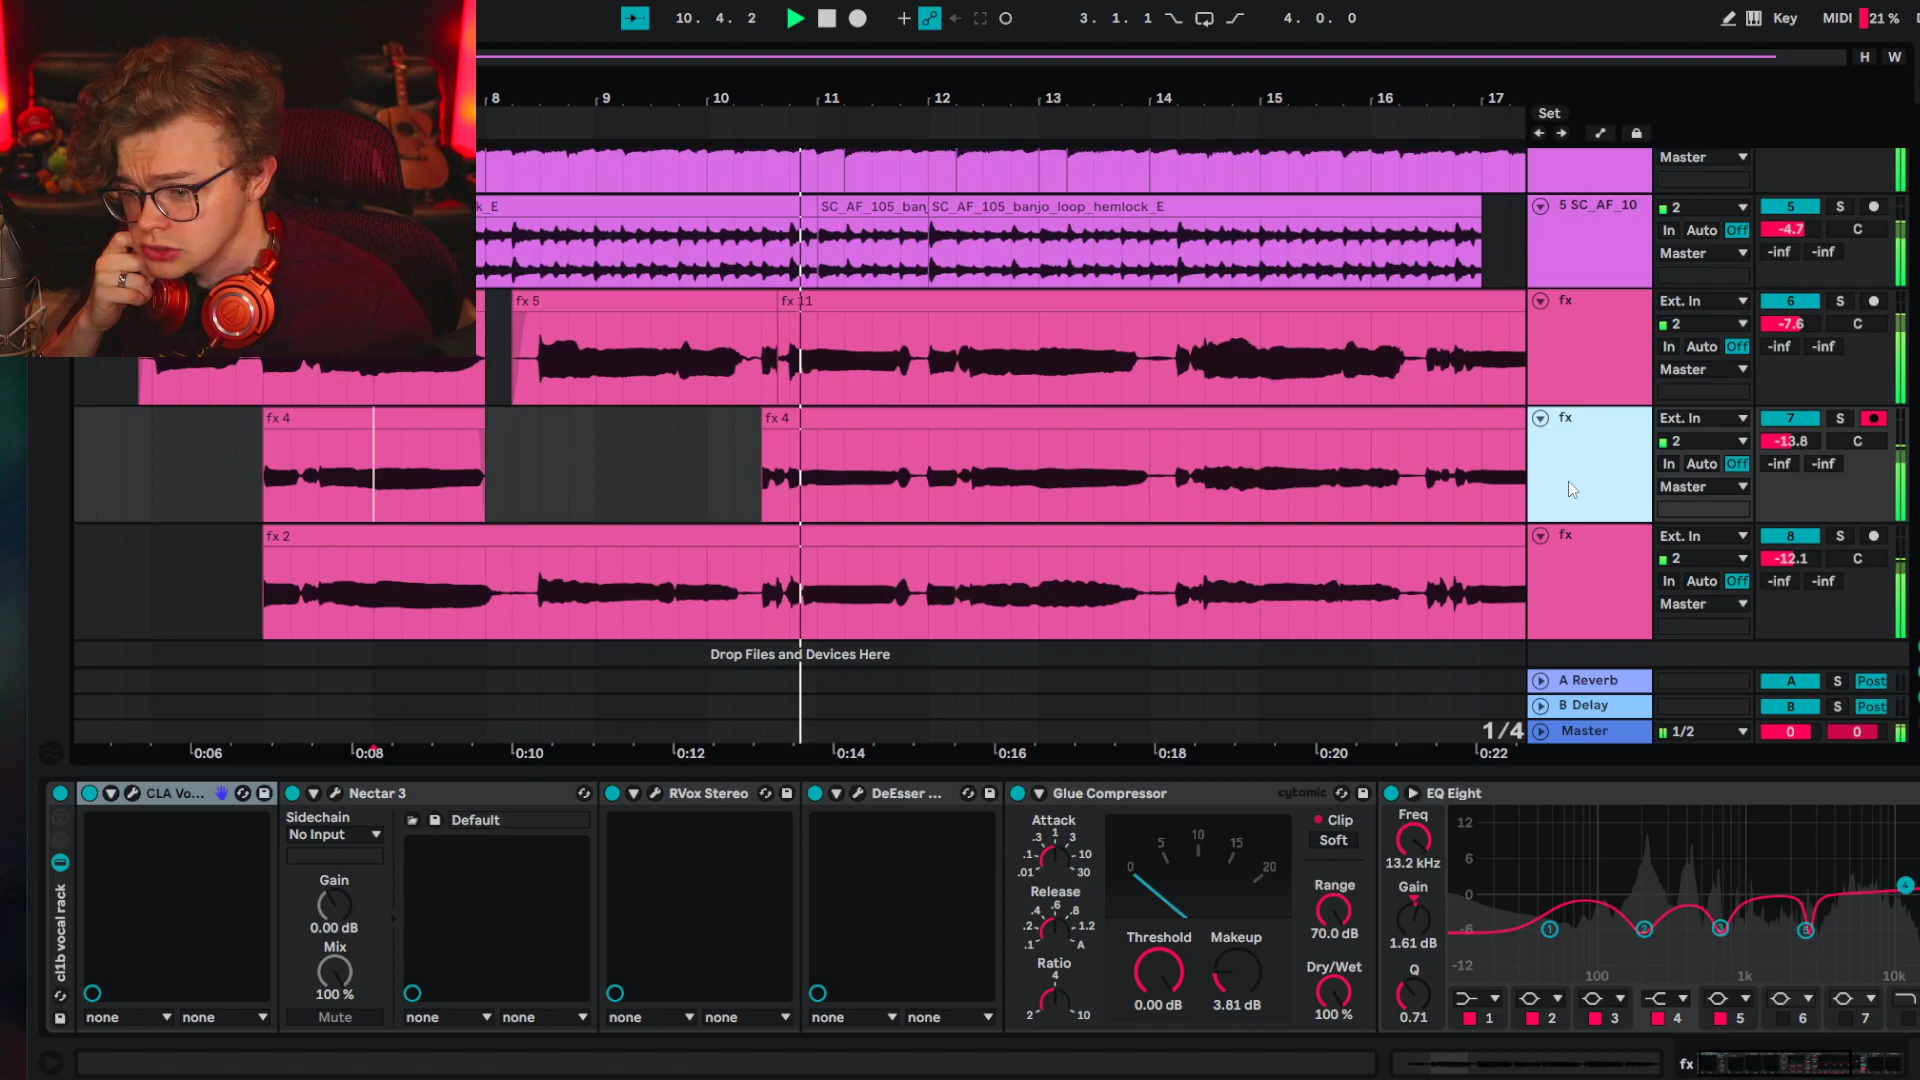 10. 4. 2
3. 1. 1
4. 0. 0
Key
MIDI
21 %
H W
8 9 10 11 12 13 14 15 16 17
Set
Master
k_E
SC_AF_105_banj
SC_AF_105_banjo_loop_hemlock_E
5 SC_AF_10
2
5 S
In Auto Off
-4.7 C
Master
-inf -inf
fx 5
fx 11
fx
Ext. In
6 S
2
-7.6 C
In Auto Off
-inf -inf
Master
fx 4
fx 4
fx
Ext. In
7 S
2
-13.8 C
In Auto Off
-inf -inf
Master
fx 2
fx
Ext. In
8 S
2
-12.1 C
In Auto Off
-inf -inf
Master
Drop Files and Devices Here
A Reverb
A S Post
B Delay
B S Post
1/4
Master
1/2
0 0
0:06 0:08 0:10 0:12 0:14 0:16 0:18 0:20 0:22
cl1b vocal rack
CLA Vo...
none none
Nectar 3
Sidechain
No Input
Default
Gain
0.00 dB
Mix
100 %
Mute
none none
RVox Stereo
none none
DeEsser ...
none none
Glue Compressor
cytomic
Attack
.01 .1 .3 1 3 10 30
Release
.1 .2 .4 .6 .8 1.2 A
Ratio
2 4 10
0 5 10 15 20
Threshold
0.00 dB
Makeup
3.81 dB
Clip
Soft
Range
70.0 dB
Dry/Wet
100 %
EQ Eight
Freq
13.2 kHz
Gain
1.61 dB
Q
0.71
12
6
0
-6
-12
100 1k 10k
1 2 3 4 5 6 7
fx